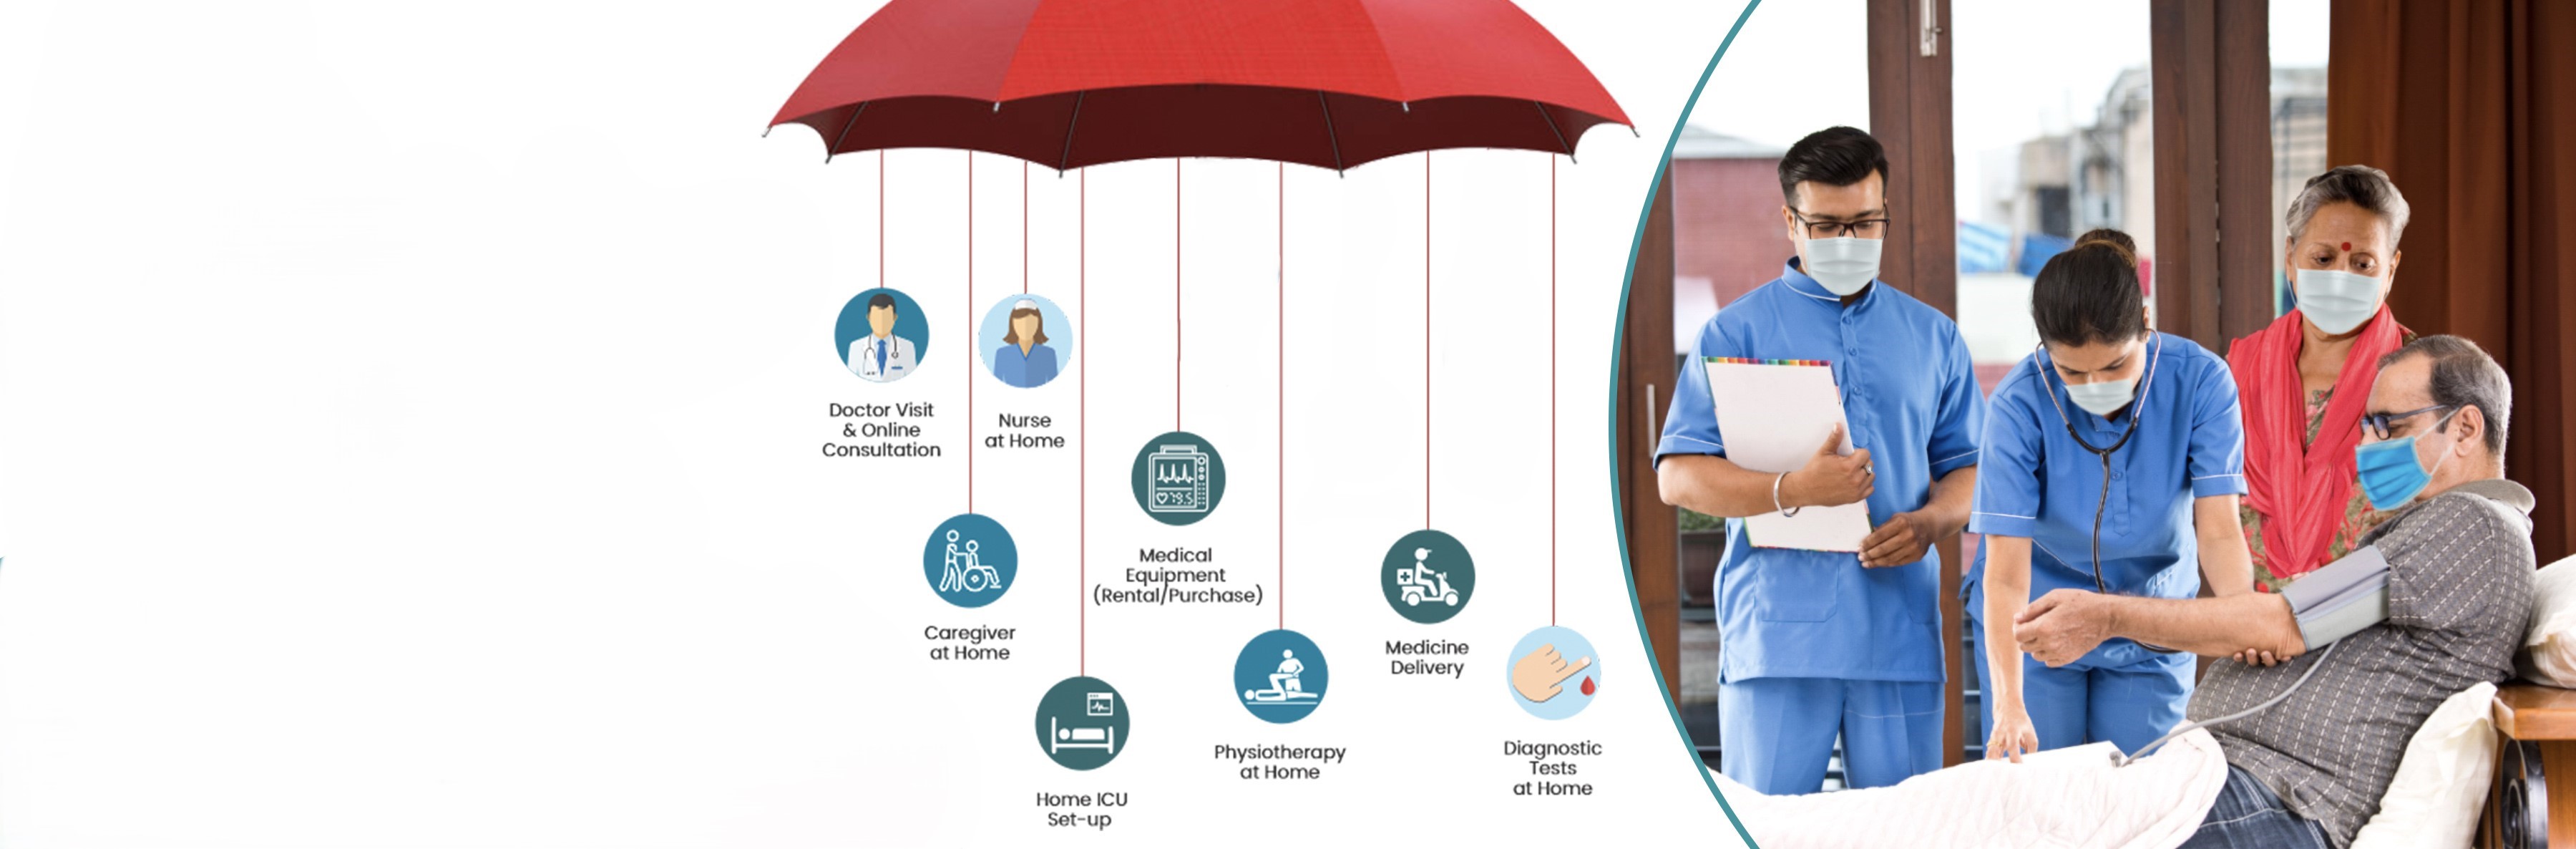 Doctor Visit
& Online
Consultation
Nurse
at Home
Caregiver
at Home
Medical
Equipment
(Rental/Purchase)
Home ICU
Set-up
Physiotherapy
at Home
Medicine
Delivery
Diagnostic
Tests
at Home